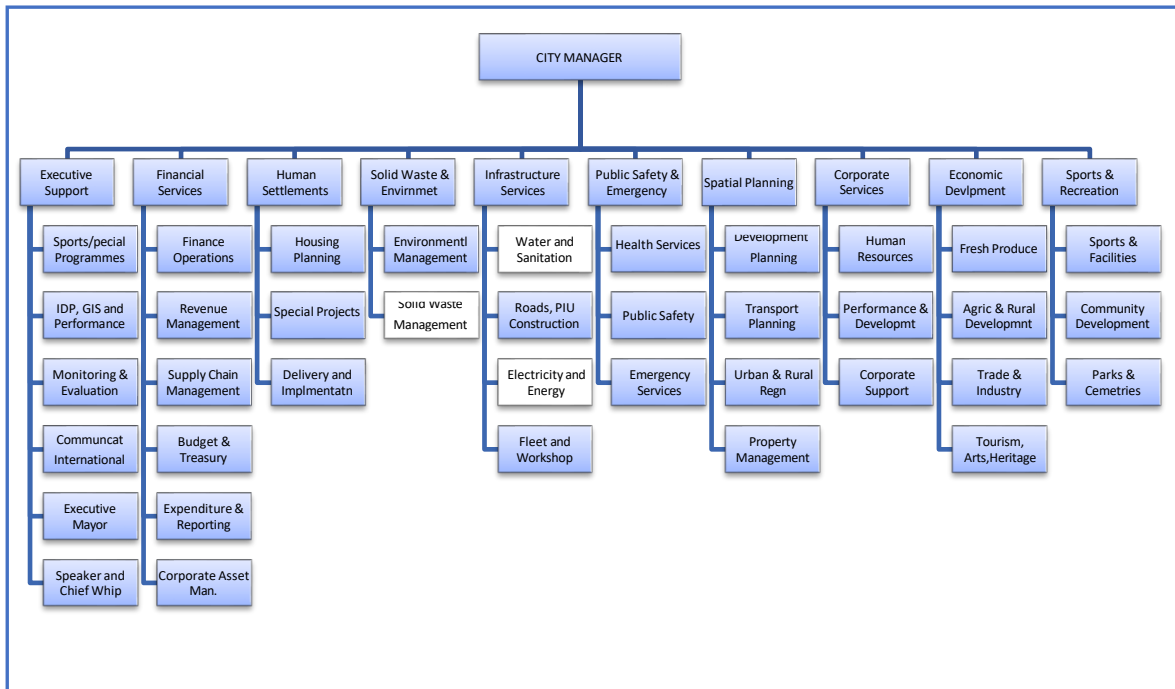 CITY MANAGER
Executive
Support
Sports/pecial
Programmes
IDP, GIS and
Performance
Monitoring &
Evaluation
Communcat
International
Executive
Mayor
Speaker and
Chief Whip
Financial
Services
Finance
Operations
Revenue
Management
Supply Chain
Management
Budget &
Treasury
Expenditure &
Reporting
Corporate Asset
Man.
Human
Settlements
Housing
Planning
Special Projects
Delivery and
Implmentatn
Solid Waste &
Envirnmet
Environmentl
Management
Solid Waste
Management
Infrastructure
Services
Water and
Sanitation
Roads, PIU
Construction
Electricity and
Energy
Fleet and
Workshop
Public Safety &
Emergency
Health Services
Public Safety
Emergency
Services
Spatial Planning
Development
Planning
Transport
Planning
Urban & Rural
Regn
Property
Management
Corporate
Services
Human
Resources
Performance &
Developmt
Corporate
Support
Economic
Devlpment
Fresh Produce
Agric & Rural
Developmnt
Trade &
Industry
Tourism,
Arts,Heritage
Sports &
Recreation
Sports &
Facilities
Community
Development
Parks &
Cemetries